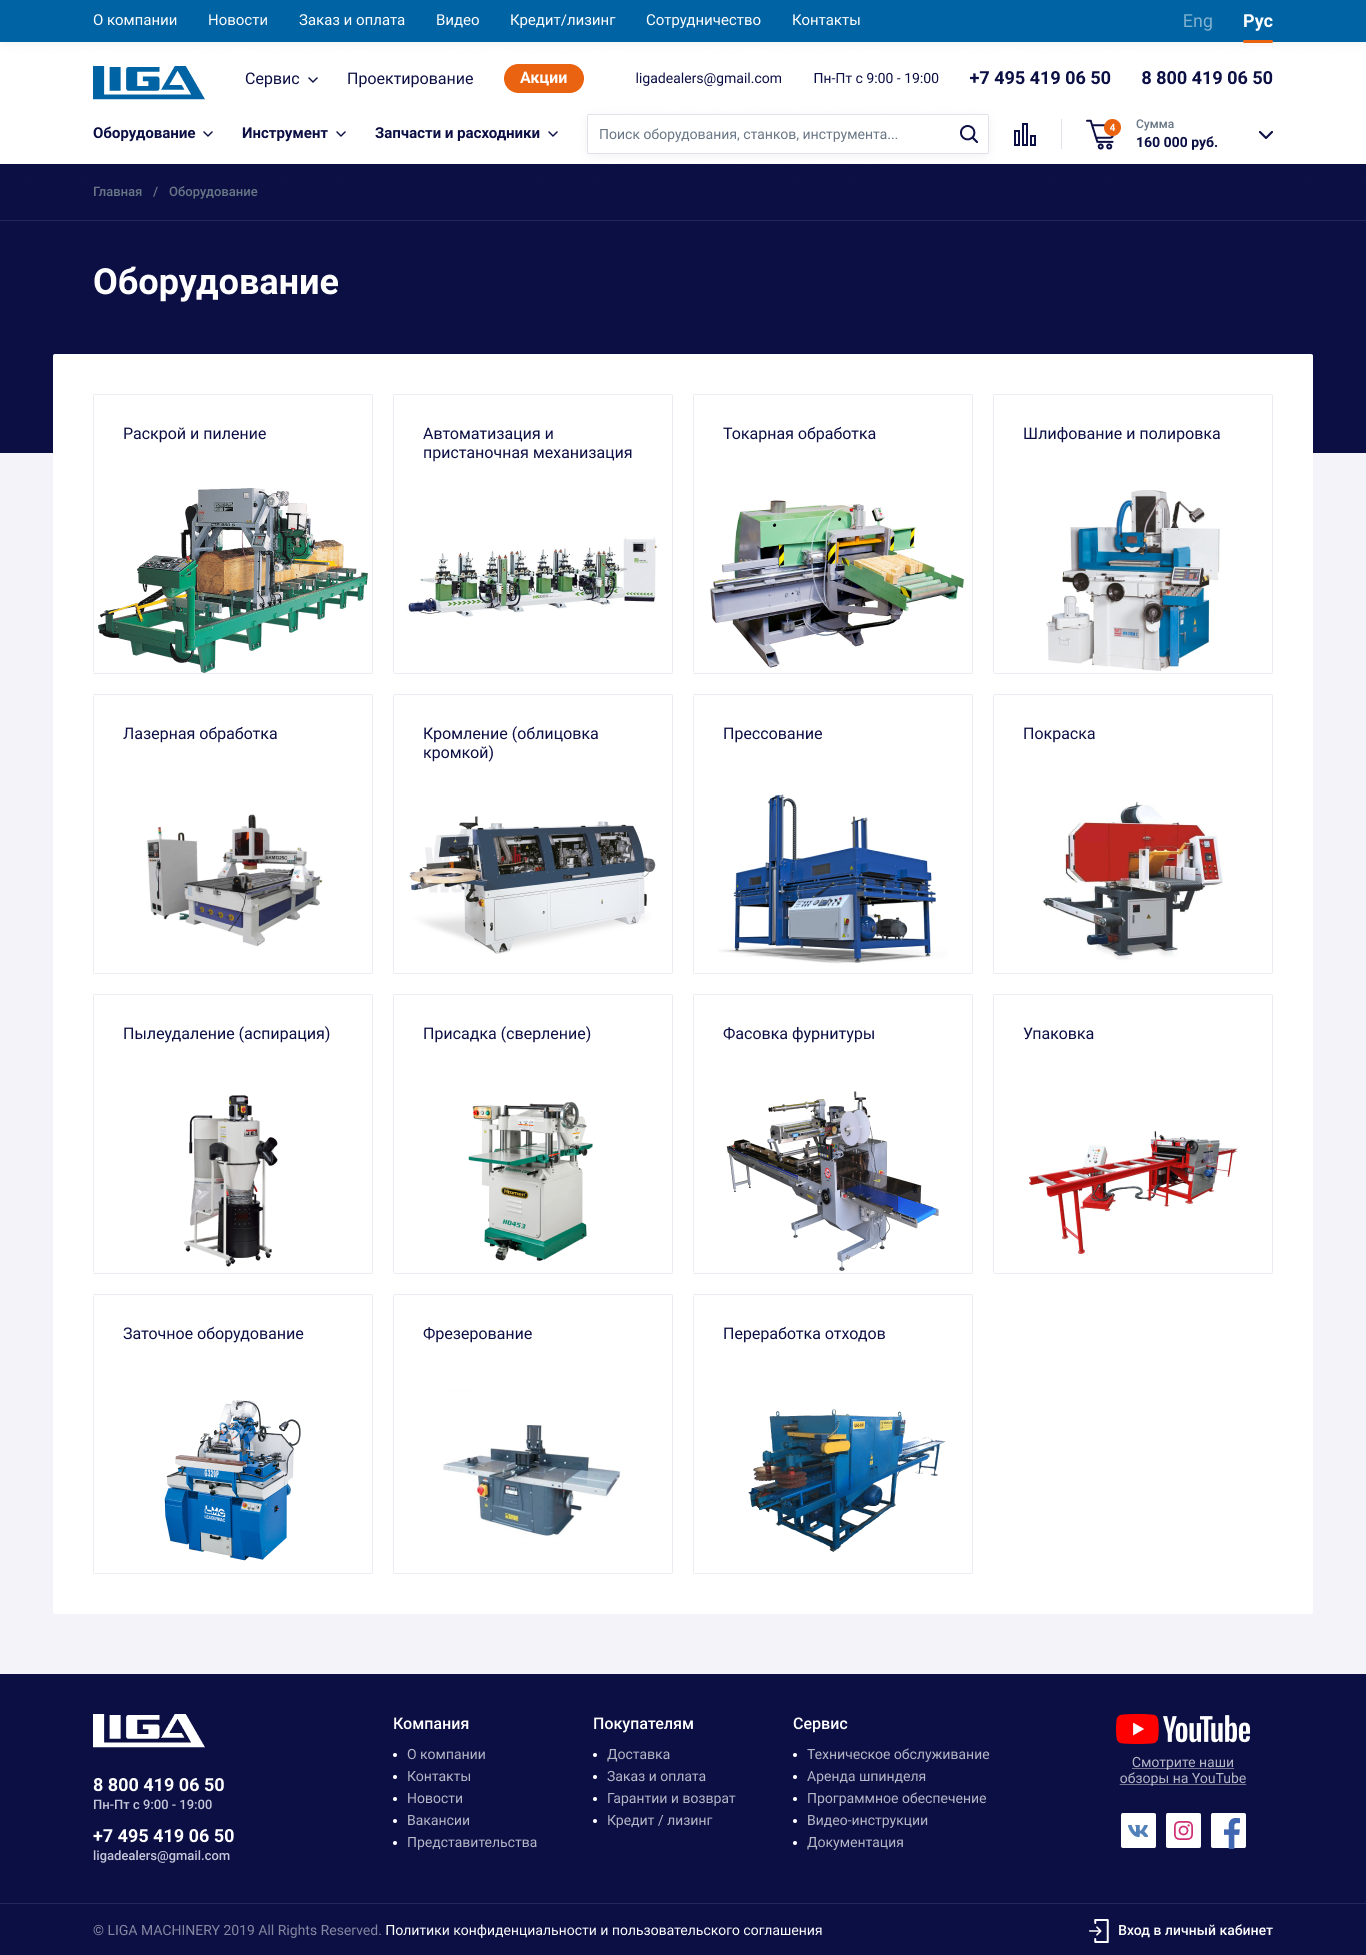 О компании Новости Заказ и оплата Видео Кредит/лизинг Сотрудничество Контакты Eng Рус
LIGA Сервис Проектирование Акции ligadealers@gmail.com Пн-Пт с 9:00 - 19:00 +7 495 419 06 50 8 800 419 06 50
Оборудование Инструмент Запчасти и расходники Поиск оборудования, станков, инструмента... 4 Сумма
160 000 руб.
Главная / Оборудование
Оборудование
Раскрой и пиление
Автоматизация и
пристаночная механизация
Токарная обработка
Шлифование и полировка
Лазерная обработка
Кромление (облицовка
кромкой)
Прессование
Покраска
Пылеудаление (аспирация)
Присадка (сверление)
HD453
Фасовка фурнитуры
Упаковка
Заточное оборудование
LMC
Фрезерование
Переработка отходов
LIGA
8 800 419 06 50
Пн-Пт с 9:00 - 19:00
+7 495 419 06 50
ligadealers@gmail.com
Компания
О компании
Контакты
Новости
Вакансии
Представительства
Покупателям
Доставка
Заказ и оплата
Гарантии и возврат
Кредит / лизинг
Сервис
Техническое обслуживание
Аренда шпинделя
Программное обеспечение
Видео-инструкции
Документация
YouTube
Смотрите наши
обзоры на YouTube
© LIGA MACHINERY 2019 All Rights Reserved. Политики конфиденциальности и пользовательского соглашения Вход в личный кабинет